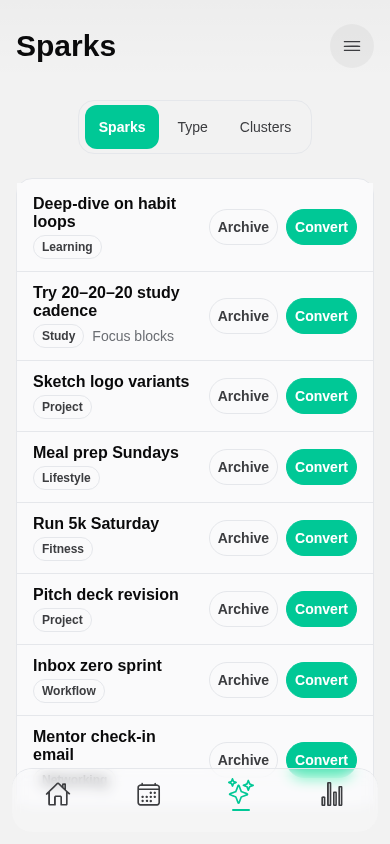 Sparks
Sparks Type Clusters
Deep-dive on habit
loops
Learning
Archive Convert
Try 20–20–20 study
cadence
Study Focus blocks
Archive Convert
Sketch logo variants
Project
Archive Convert
Meal prep Sundays
Lifestyle
Archive Convert
Run 5k Saturday
Fitness
Archive Convert
Pitch deck revision
Project
Archive Convert
Inbox zero sprint
Workflow
Archive Convert
Mentor check-in
email
Archive Convert